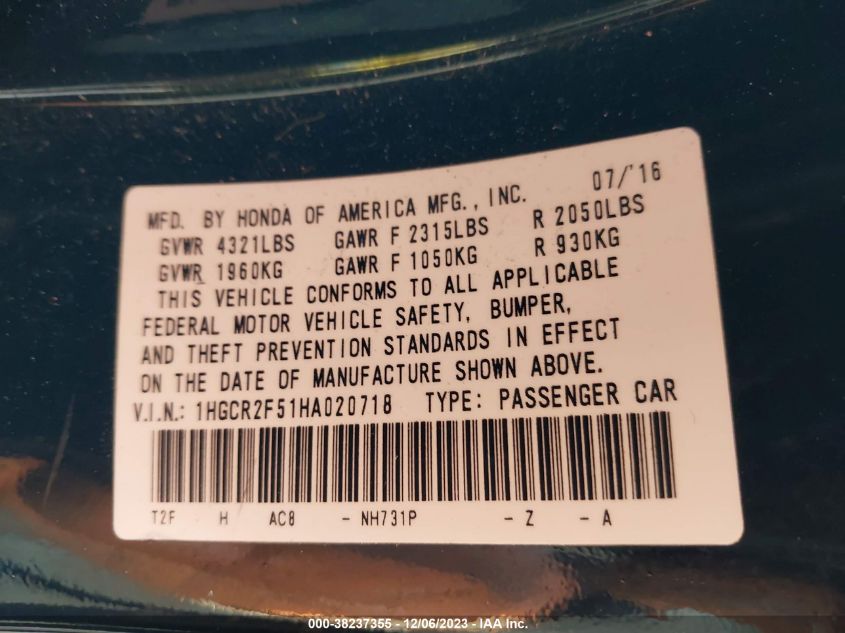 07/'16
MFD. BY HONDA OF AMERICA MFG., INC.
GVWR 4321LBS GAWR F 2315LBS R 2050LBS
GVWR 1960KG GAWR F 1050KG R 930KG
THIS VEHICLE CONFORMS TO ALL APPLICABLE
FEDERAL MOTOR VEHICLE SAFETY, BUMPER,
AND THEFT PREVENTION STANDARDS IN EFFECT
ON THE DATE OF MANUFACTURE SHOWN ABOVE.
V.I.N.: 1HGCR2F51HA020718 TYPE: PASSENGER CAR
T2F H AC8 - NH731P - Z - A
000-38237355 - 12/06/2023 - IAA Inc.